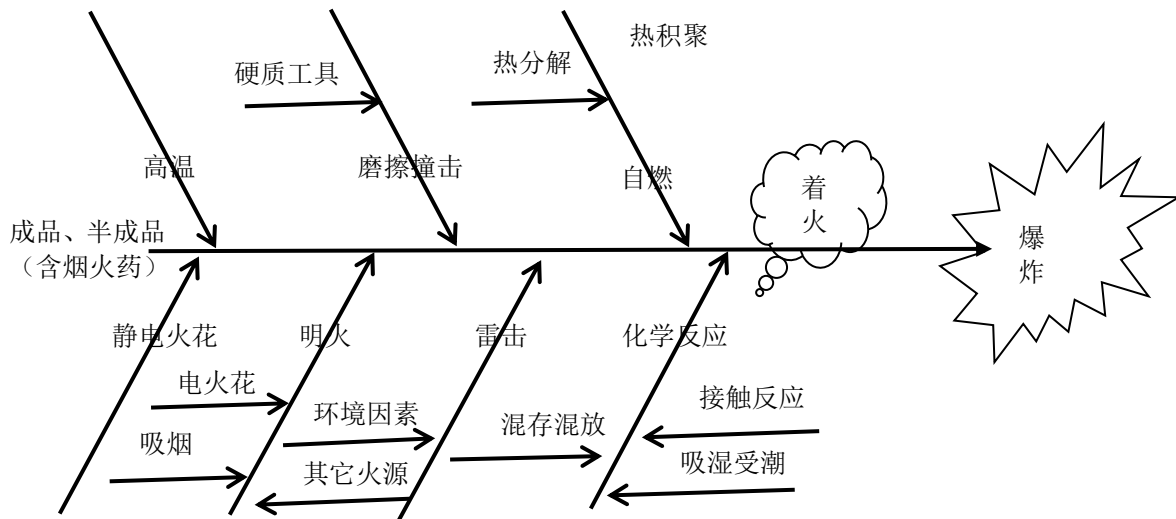 热积聚
热分解
硬质工具
高温
磨擦撞击
自燃
着
火
成品、半成品
（含烟火药）
爆
炸
静电火花
明火
雷击
化学反应
电火花
环境因素
接触反应
吸烟
混存混放
其它火源
吸湿受潮